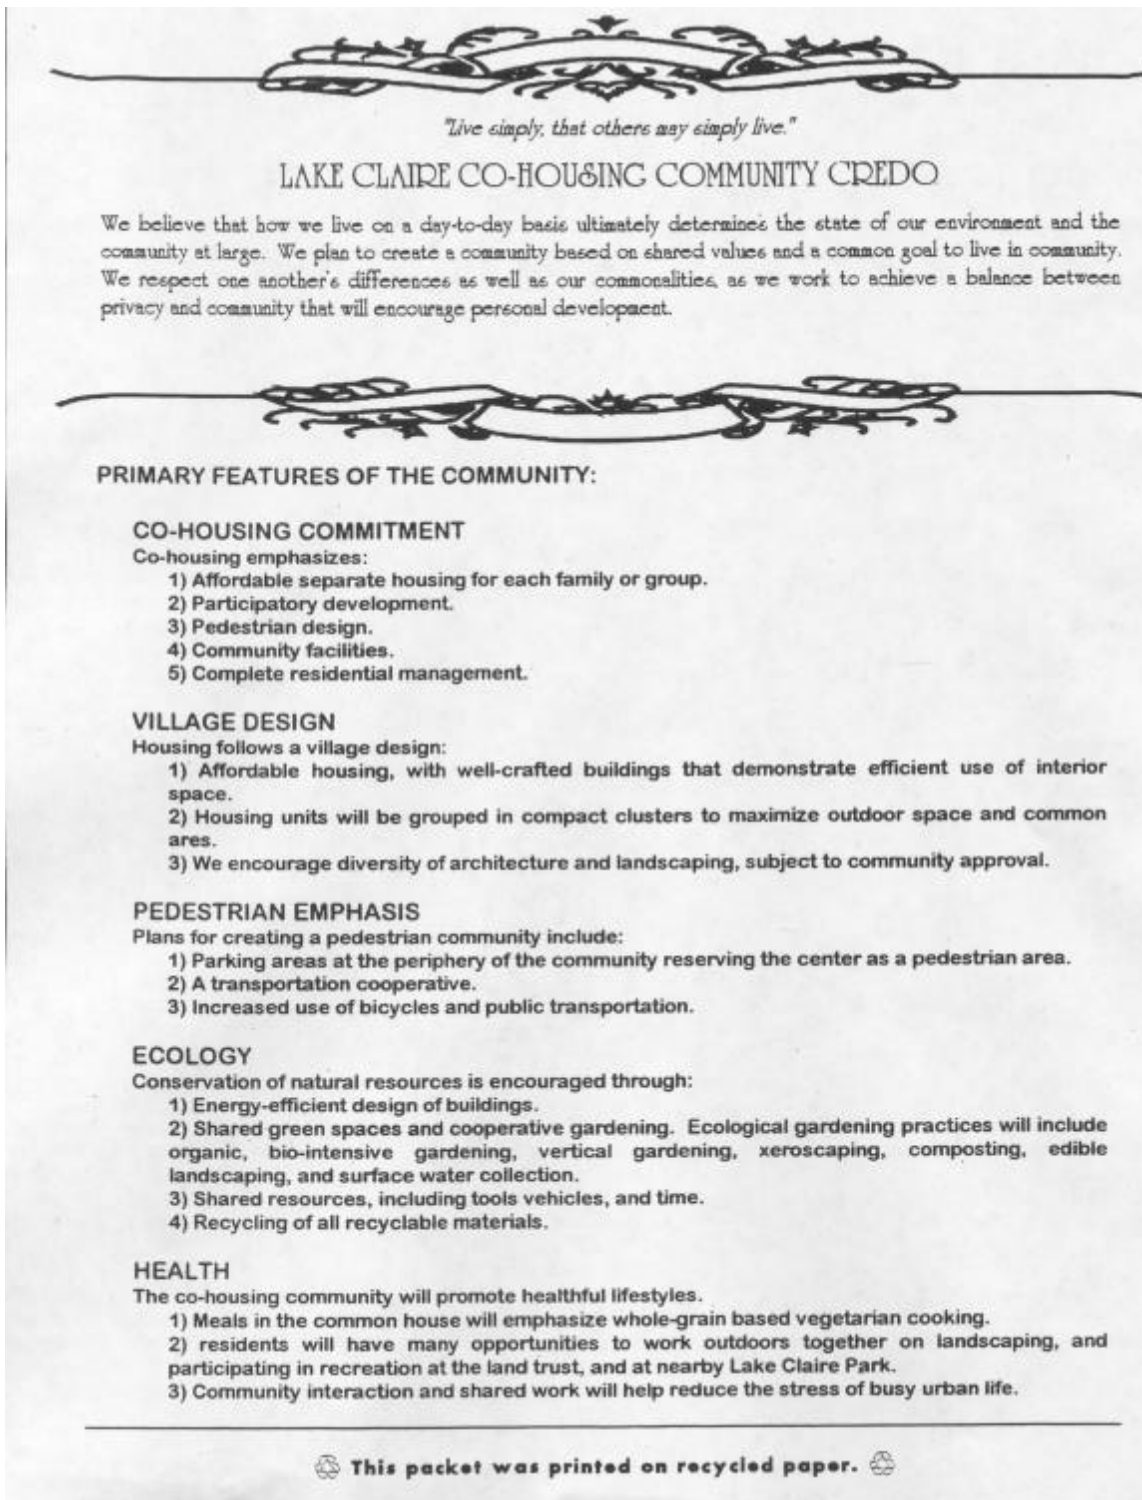 "Live simply, that others may simply live."
LAKE CLAIRE CO-HOUSING COMMUNITY CREDO
We believe that how we live on a day-to-day basis ultimately determines the state of our environment and the
community at large. We plan to create a community based on shared values and a common goal to live in community.
We respect one another's differences as well as our commonalities, as we work to achieve a balance between
privacy and community that will encourage personal development.
PRIMARY FEATURES OF THE COMMUNITY:
CO-HOUSING COMMITMENT
Co-housing emphasizes:
1) Affordable separate housing for each family or group.
2) Participatory development.
3) Pedestrian design.
4) Community facilities.
5) Complete residential management.
VILLAGE DESIGN
Housing follows a village design:
1) Affordable housing, with well-crafted buildings that demonstrate efficient use of interior
space.
2) Housing units will be grouped in compact clusters to maximize outdoor space and common
ares.
3) We encourage diversity of architecture and landscaping, subject to community approval.
PEDESTRIAN EMPHASIS
Plans for creating a pedestrian community include:
1) Parking areas at the periphery of the community reserving the center as a pedestrian area.
2) A transportation cooperative.
3) Increased use of bicycles and public transportation.
ECOLOGY
Conservation of natural resources is encouraged through:
1) Energy-efficient design of buildings.
2) Shared green spaces and cooperative gardening. Ecological gardening practices will include
organic, bio-intensive gardening, vertical gardening, xeroscaping, composting, edible
landscaping, and surface water collection.
3) Shared resources, including tools vehicles, and time.
4) Recycling of all recyclable materials.
HEALTH
The co-housing community will promote healthful lifestyles.
1) Meals in the common house will emphasize whole-grain based vegetarian cooking.
2) residents will have many opportunities to work outdoors together on landscaping, and
participating in recreation at the land trust, and at nearby Lake Claire Park.
3) Community interaction and shared work will help reduce the stress of busy urban life.
This packet was printed on recycled paper.